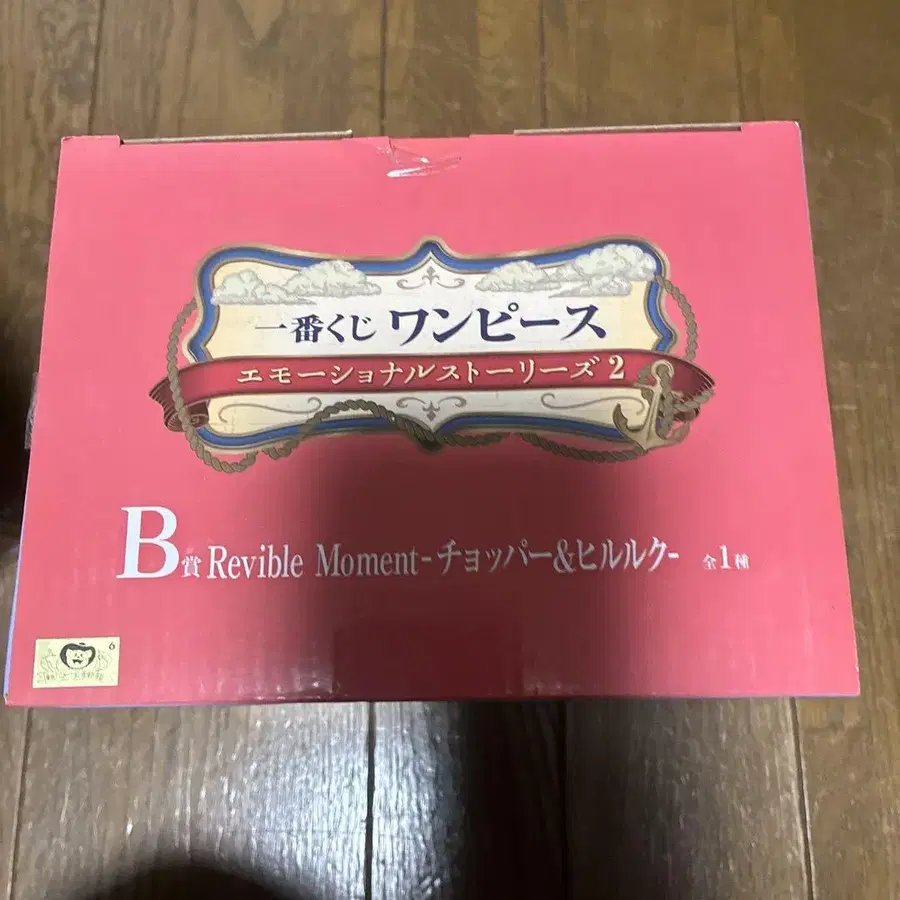 一番くじ ワンピース
エモーショナルストーリーズ2
B賞 Revible Moment-チョッパー&ヒルルク- 全1種
6